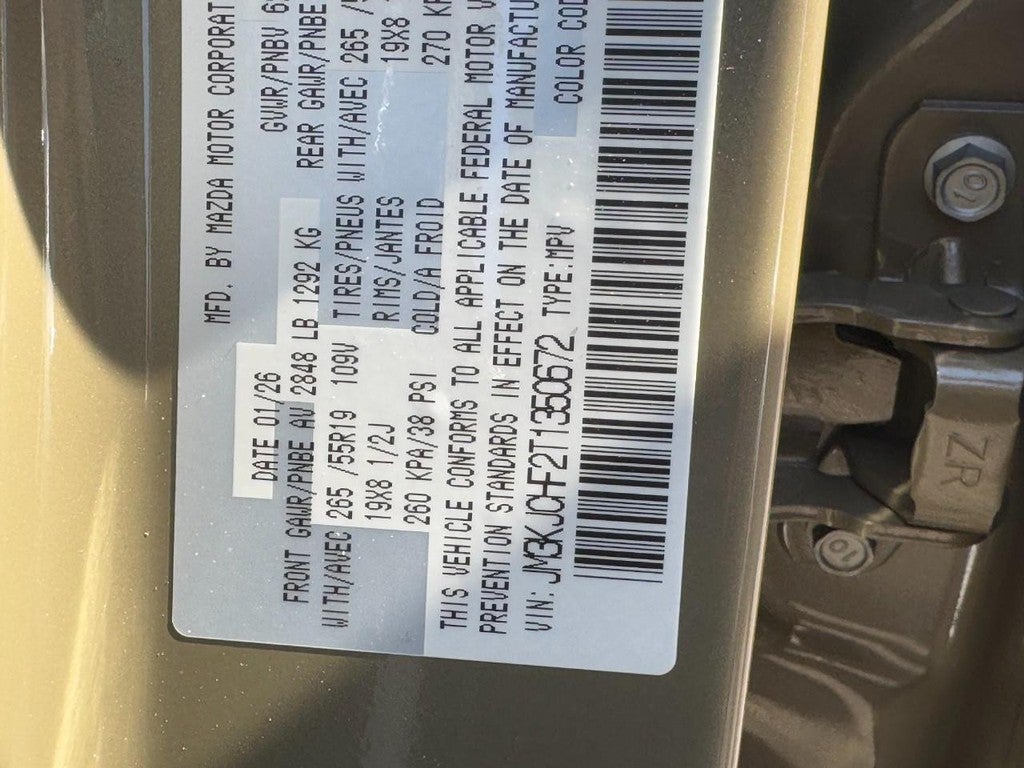 MFD. BY MAZDA MOTOR CORPORAT
DATE 01/26 GVWR/PNBV 6
FRONT GAWR/PNBE AV 2848 LB 1292 KG REAR GAWR/PNBE
WITH/AVEC 265 /55R19 109V TIRES/PNEUS WITH/AVEC 265 /
19X8 1/2J RIMS/JANTES 19X8
260 KPA/38 PSI COLD/A FROID 270 KP
THIS VEHICLE CONFORMS TO ALL APPLICABLE FEDERAL MOTOR V
PREVENTION STANDARDS IN EFFECT ON THE DATE OF MANUFACTU
VIN: JM3KJCHF2T1350672 TYPE:MPV COLOR COD
ZR